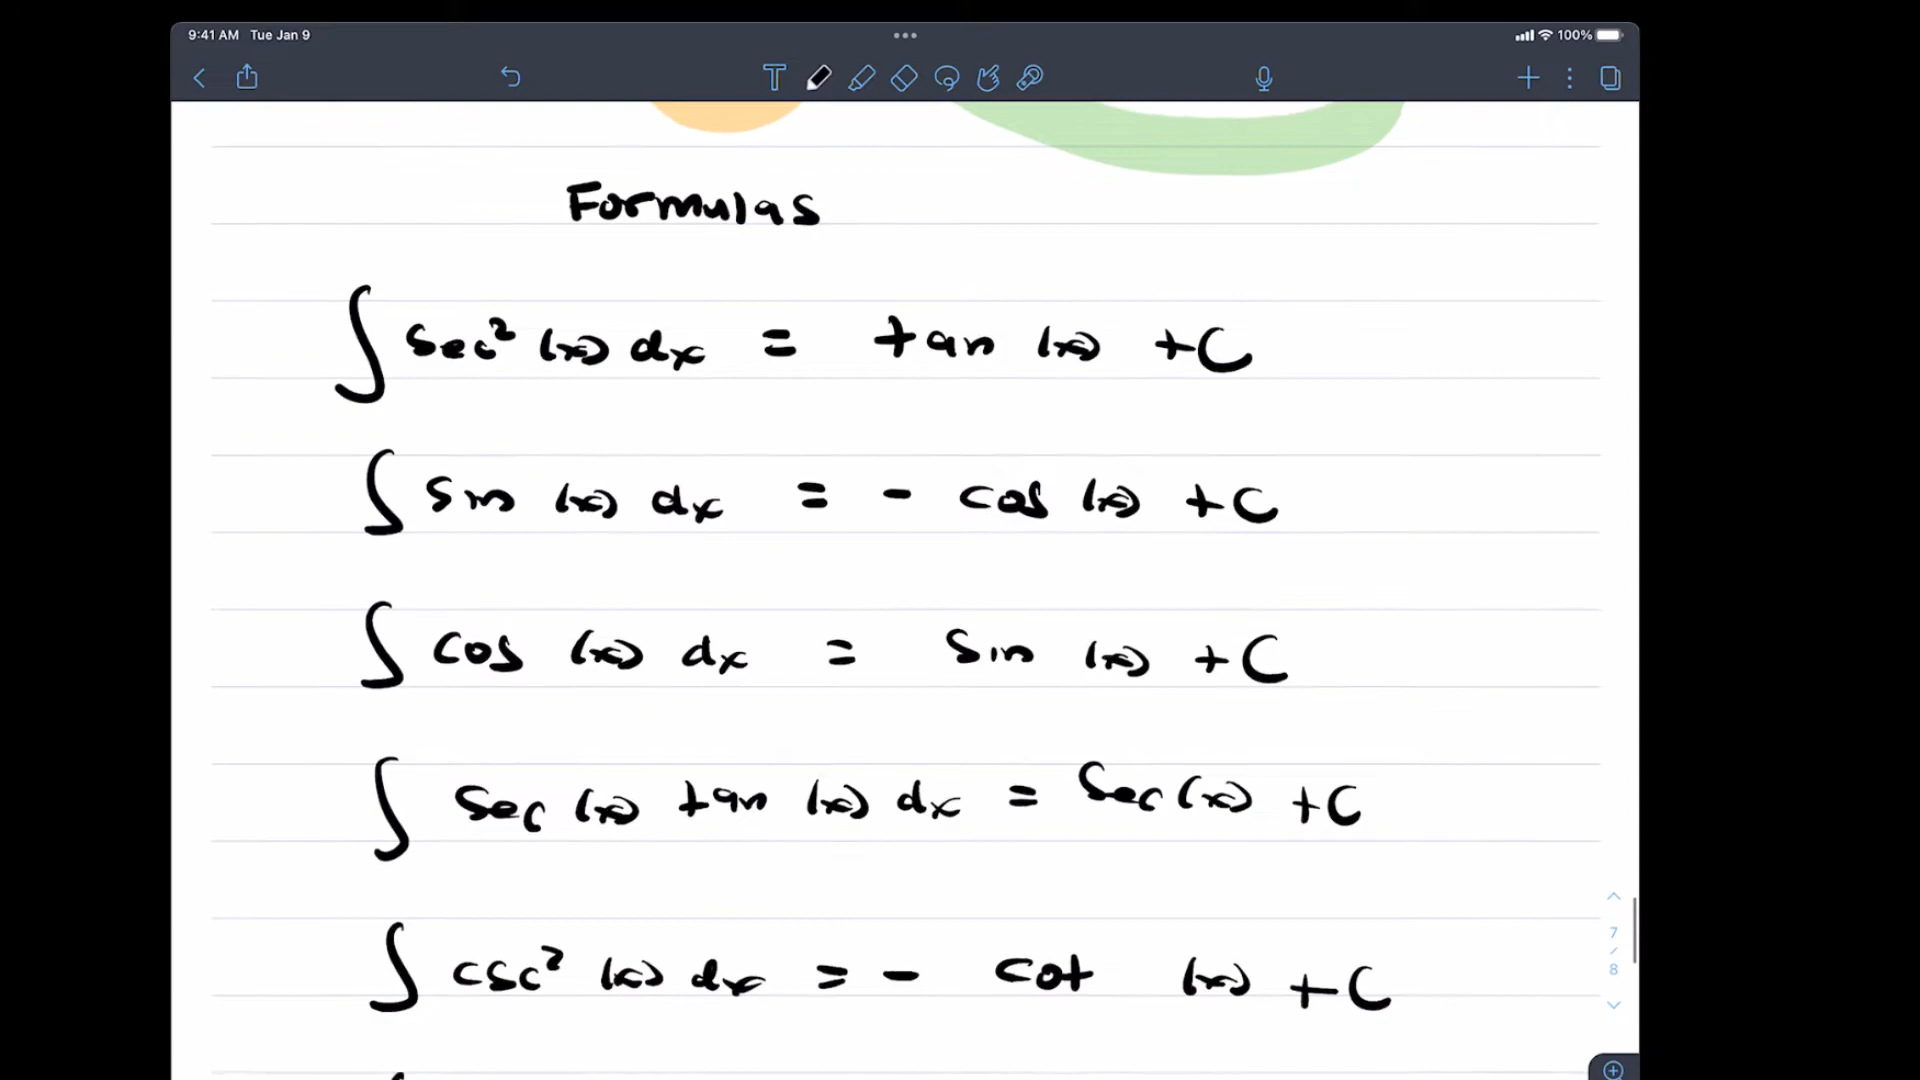 9:41 AM Tue Jan 9
100%
Formulas
∫ sec² (x) dx = tan (x) + C
∫ sin (x) dx = - cos (x) + C
∫ cos (x) dx = sin (x) + C
∫ sec (x) tan (x) dx = sec (x) + C
7
/
8
∫ csc² (x) dx = - cot (x) + C